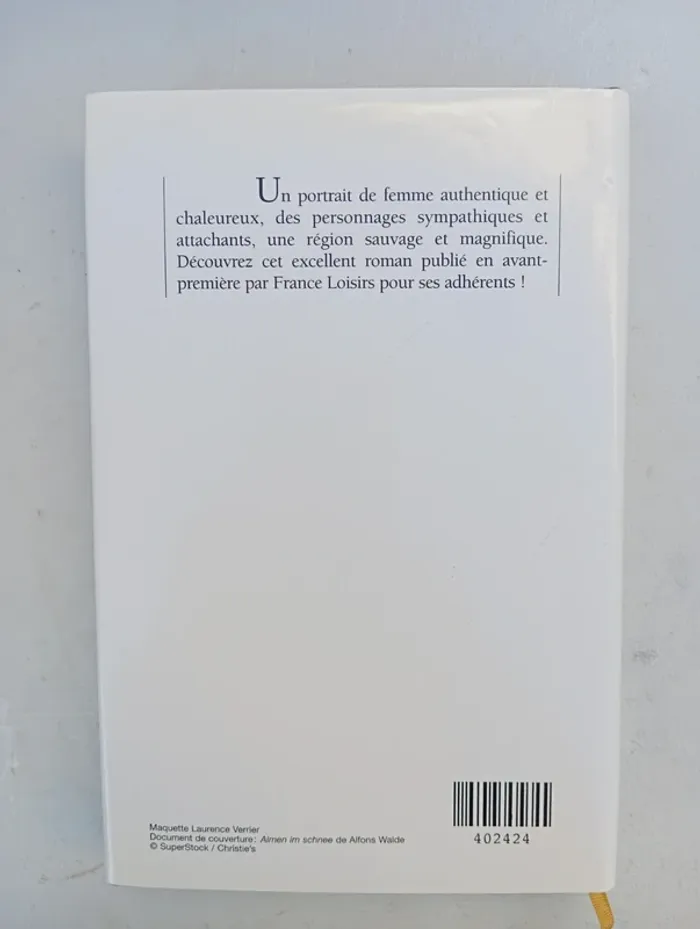 Un portrait de femme authentique et
chaleureux, des personnages sympathiques et
attachants, une région sauvage et magnifique.
Découvrez cet excellent roman publié en avant-
première par France Loisirs pour ses adhérents !
Maquette Laurence Verrier
Document de couverture: Almen im schnee de Alfons Walde
© SuperStock / Christie's
402424